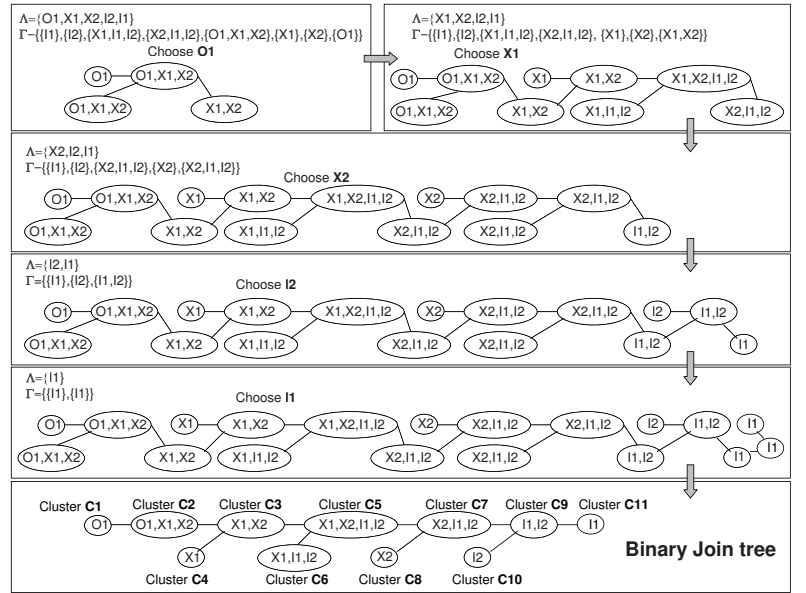 Λ={O1,X1,X2,I2,I1}
Γ−{{I1},{I2},{X1,I1,I2},{X2,I1,I2},{O1,X1,X2},{X1},{X2},{O1}}
Choose O1
O1 O1,X1,X2
O1,X1,X2 X1,X2
Λ={X1,X2,I2,I1}
Γ−{{I1},{I2},{X1,I1,I2},{X2,I1,I2}, {X1},{X2},{X1,X2}}
Choose X1
O1 O1,X1,X2 X1 X1,X2 X1,X2,I1,I2
O1,X1,X2 X1,X2 X1,I1,I2 X2,I1,I2
Λ={X2,I2,I1}
Γ−{{I1},{I2},{X2,I1,I2},{X2},{X2,I1,I2}}
Choose X2
O1 O1,X1,X2 X1 X1,X2 X1,X2,I1,I2 X2 X2,I1,I2 X2,I1,I2
O1,X1,X2 X1,X2 X1,I1,I2 X2,I1,I2 X2,I1,I2 I1,I2
Λ={I2,I1}
Γ={{I1},{I2},{I1,I2}}
Choose I2
O1 O1,X1,X2 X1 X1,X2 X1,X2,I1,I2 X2 X2,I1,I2 X2,I1,I2 I2 I1,I2
O1,X1,X2 X1,X2 X1,I1,I2 X2,I1,I2 X2,I1,I2 I1,I2 I1
Λ={I1}
Γ={{I1},{I1}}
Choose I1
O1 O1,X1,X2 X1 X1,X2 X1,X2,I1,I2 X2 X2,I1,I2 X2,I1,I2 I2 I1,I2 I1
O1,X1,X2 X1,X2 X1,I1,I2 X2,I1,I2 X2,I1,I2 I1,I2 I1 I1
Cluster C1 Cluster C2 Cluster C3 Cluster C5 Cluster C7 Cluster C9 Cluster C11
O1 O1,X1,X2 X1,X2 X1,X2,I1,I2 X2,I1,I2 I1,I2 I1
X1 X1,I1,I2 X2 I2
Cluster C4 Cluster C6 Cluster C8 Cluster C10
Binary Join tree